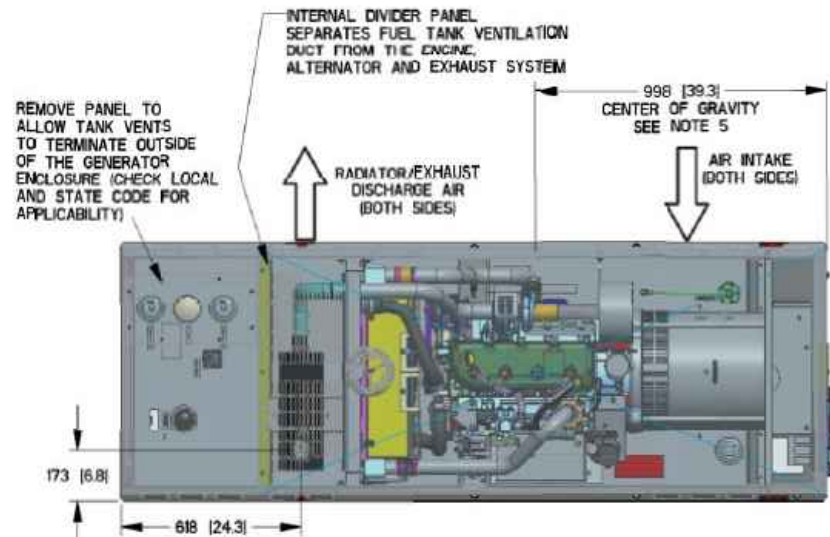 INTERNAL DIVIDER PANEL
SEPARATES FUEL TANK VENTILATION
DUCT FROM THE ENGINE,
ALTERNATOR AND EXHAUST SYSTEM
998 [39.3]
CENTER OF GRAVITY
SEE NOTE 5
REMOVE PANEL TO
ALLOW TANK VENTS
TO TERMINATE OUTSIDE
OF THE GENERATOR
ENCLOSURE (CHECK LOCAL
AND STATE CODE FOR
APPLICABILITY)
RADIATOR/EXHAUST
DISCHARGE AIR
(BOTH SIDES)
AIR INTAKE
(BOTH SIDES)
173 [6.8]
618 [24.3]